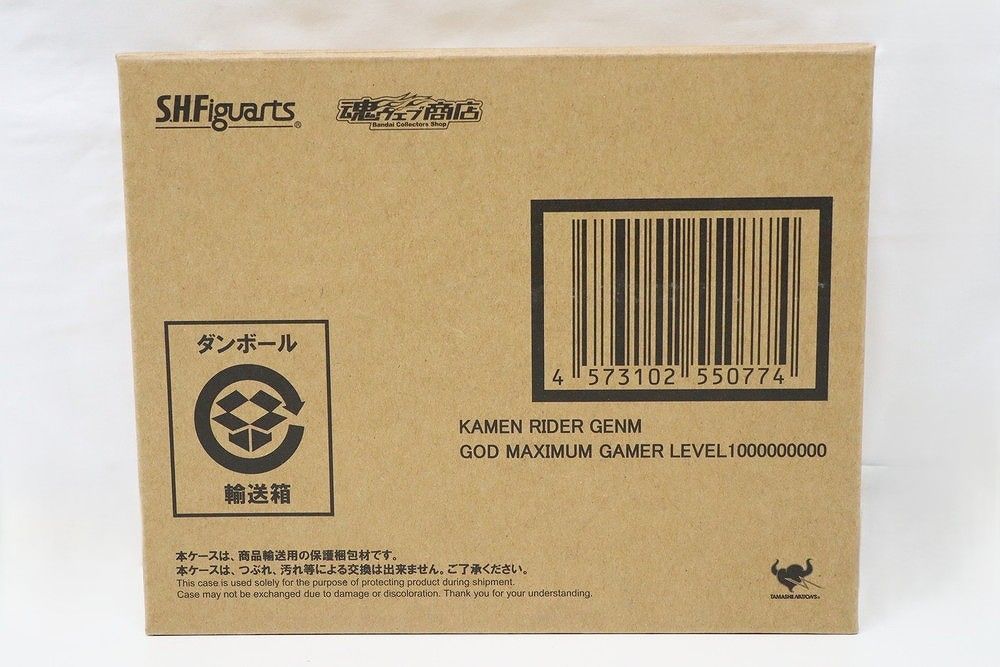 S.H.Figuarts®
魂ウェブ商店
Bandai Collectors Shop
4 573102 550774
KAMEN RIDER GENM
GOD MAXIMUM GAMER LEVEL1000000000
ダンボール
輸送箱
本ケースは、商品輸送用の保護梱包材です。
本ケースは、つぶれ、汚れ等による交換は出来ません。ご了承ください。
This case is used solely for the purpose of protecting product during shipment.
Case may not be exchanged due to damage or discoloration. Thank you for your understanding.
TAMASHII NATIONS®